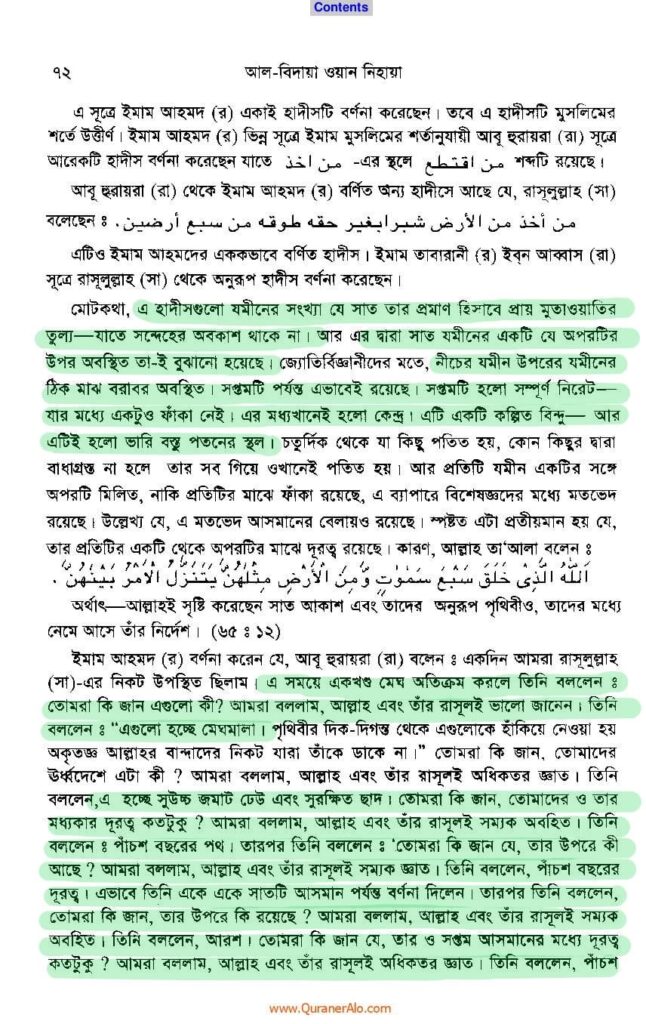 Contents
৭২
আল-বিদায়া ওয়ান নিহায়া
এ সূত্রে ইমাম আহমদ (র) একাই হাদীসটি বর্ণনা করেছেন। তবে এ হাদীসটি মুসলিমের
শর্তে উত্তীর্ণ। ইমাম আহমদ (র) ভিন্ন সূত্রে ইমাম মুসলিমের শর্তানুযায়ী আবূ হুরায়রা (রা) সূত্রে
আরেকটি হাদীস বর্ণনা করেছেন যাতে من اخذ -এর স্থলে من اقتطع শব্দটি রয়েছে।
আবূ হুরায়রা (রা) থেকে ইমাম আহমদ (র) বর্ণিত অন্য হাদীসে আছে যে, রাসূলুল্লাহ (সা)
বলেছেন ঃ من أخذ من الأرض شبرا بغير حقه طوقه من سبع أرضين.
এটিও ইমাম আহমদের এককভাবে বর্ণিত হাদীস। ইমাম তাবারানী (র) ইব্‌ন আব্বাস (রা)
সূত্রে রাসূলুল্লাহ (সা) থেকে অনুরূপ হাদীস বর্ণনা করেছেন।
মোটকথা, এ হাদীসগুলো যমীনের সংখ্যা যে সাত তার প্রমাণ হিসাবে প্রায় মুতাওয়াতির
তুল্য—যাতে সন্দেহের অবকাশ থাকে না। আর এর দ্বারা সাত যমীনের একটি যে অপরটির
উপর অবস্থিত তা-ই বুঝানো হয়েছে। জ্যোতির্বিজ্ঞানীদের মতে, নীচের যমীন উপরের যমীনের
ঠিক মাঝ বরাবর অবস্থিত। সপ্তমটি পর্যন্ত এভাবেই রয়েছে। সপ্তমটি হলো সম্পূর্ণ নিরেট—
যার মধ্যে একটুও ফাঁকা নেই। এর মধ্যখানেই হলো কেন্দ্র। এটি একটি কল্পিত বিন্দু— আর
এটিই হলো ভারি বস্তু পতনের স্থল। চতুর্দিক থেকে যা কিছু পতিত হয়, কোন কিছুর দ্বারা
বাধাগ্রস্ত না হলে তার সব গিয়ে ওখানেই পতিত হয়। আর প্রতিটি যমীন একটির সঙ্গে
অপরটি মিলিত, নাকি প্রতিটির মাঝে ফাঁকা রয়েছে, এ ব্যাপারে বিশেষজ্ঞদের মধ্যে মতভেদ
রয়েছে। উল্লেখ্য যে, এ মতভেদ আসমানের বেলায়ও রয়েছে। স্পষ্টত এটা প্রতীয়মান হয় যে,
তার প্রতিটির একটি থেকে অপরটির মাঝে দূরত্ব রয়েছে। কারণ, আল্লাহ তা'আলা বলেন ঃ
اَللّٰهُ الَّذِىْ خَلَقَ سَبْعَ سَمٰوٰتٍ وَّمِنَ الْاَرْضِ مِثْلَهُنَّ يَتَنَزَّلُ الْاَمْرُ بَيْنَهُنَّ.
অর্থাৎ—আল্লাহই সৃষ্টি করেছেন সাত আকাশ এবং তাদের অনুরূপ পৃথিবীও, তাদের মধ্যে
নেমে আসে তাঁর নির্দেশ। (৬৫ ঃ ১২)
ইমাম আহমদ (র) বর্ণনা করেন যে, আবূ হুরায়রা (রা) বলেন ঃ একদিন আমরা রাসূলুল্লাহ
(সা)-এর নিকট উপস্থিত ছিলাম। এ সময়ে একখণ্ড মেঘ অতিক্রম করলে তিনি বললেন ঃ
তোমরা কি জান এগুলো কী? আমরা বললাম, আল্লাহ এবং তাঁর রাসূলই ভালো জানেন। তিনি
বললেন ঃ “এগুলো হচ্ছে মেঘমালা। পৃথিবীর দিক-দিগন্ত থেকে এগুলোকে হাঁকিয়ে নেওয়া হয়
অকৃতজ্ঞ আল্লাহর বান্দাদের নিকট যারা তাঁকে ডাকে না।” তোমরা কি জান, তোমাদের
ঊর্ধ্বদেশে এটা কী ? আমরা বললাম, আল্লাহ এবং তাঁর রাসূলই অধিকতর জ্ঞাত। তিনি
বললেন,এ হচ্ছে সুউচ্চ জমাট ঢেউ এবং সুরক্ষিত ছাদ। তোমরা কি জান, তোমাদের ও তার
মধ্যকার দূরত্ব কতটুকু ? আমরা বললাম, আল্লাহ এবং তাঁর রাসূলই সম্যক অবহিত। তিনি
বললেন ঃ পাঁচশ বছরের পথ। তারপর তিনি বললেন ঃ ‘তোমরা কি জান যে, তার উপরে কী
আছে ? আমরা বললাম, আল্লাহ এবং তাঁর রাসূলই সম্যক জ্ঞাত। তিনি বললেন, পাঁচশ বছরের
দূরত্ব। এভাবে তিনি একে একে সাতটি আসমান পর্যন্ত বর্ণনা দিলেন। তারপর তিনি বললেন,
তোমরা কি জান, তার উপরে কি রয়েছে ? আমরা বললাম, আল্লাহ এবং তাঁর রাসূলই সম্যক
অবহিত। তিনি বললেন, আরশ। তোমরা কি জান যে, তার ও সপ্তম আসমানের মধ্যে দূরত্ব
কতটুকু ? আমরা বললাম, আল্লাহ এবং তাঁর রাসূলই অধিকতর জ্ঞাত। তিনি বললেন, পাঁচশ
www.QuranerAlo.com